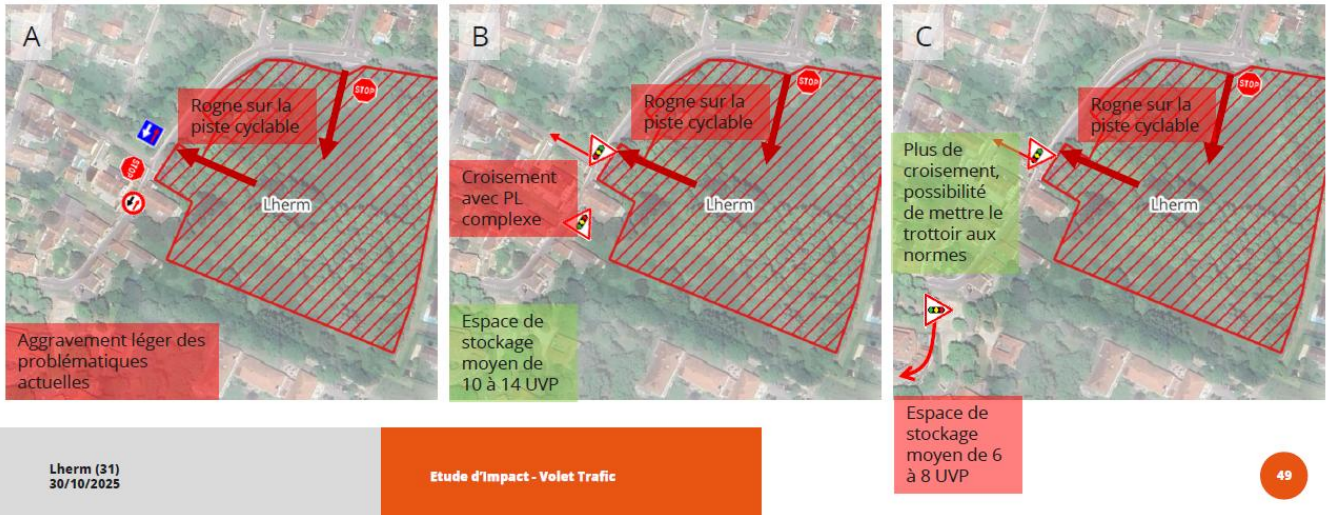 A
Rogne sur la
piste cyclable
STOP
STOP
Lherm
Aggravement léger des
problématiques
actuelles
B
Rogne sur la
piste cyclable
STOP
Croisement
avec PL
complexe
Lherm
Espace de
stockage
moyen de
10 à 14 UVP
C
Rogne sur la
piste cyclable
STOP
Plus de
croisement,
possibilité
de mettre le
trottoir aux
normes
Lherm
Espace de
stockage
moyen de 6
à 8 UVP
Lherm (31)
30/10/2025
Etude d'Impact - Volet Trafic
49